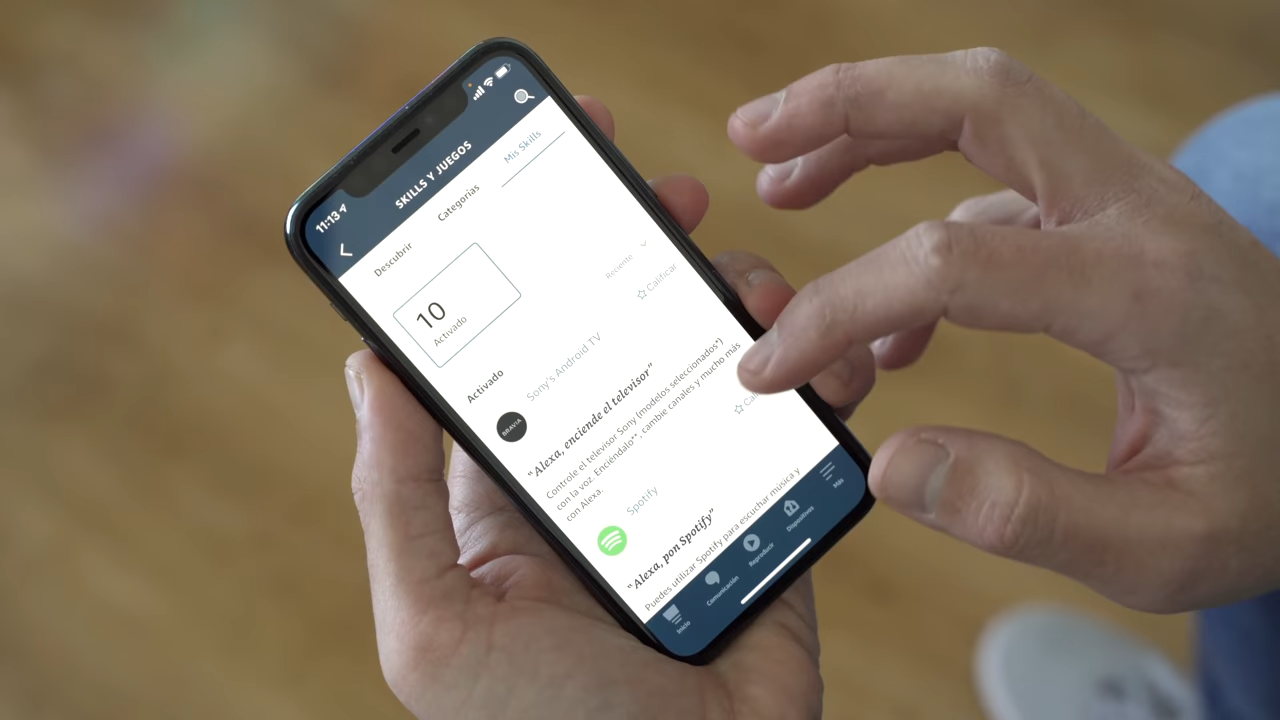 11:13
SKILLS Y JUEGOS
Descubrir
Categorías
Mis Skills
10
Activado
Reciente
Activado
Calificar
Sony's Android TV
BRAVIA
"Alexa, enciende el televisor"
Controle el televisor Sony (modelos seleccionados*)
con la voz. Enciéndalo**, cambie canales y mucho más
con Alexa.
Spotify
"Alexa, pon Spotify"
Puedes utilizar Spotify para escuchar música y
Inicio
Comunicación
Reproducir
Dispositivos
Más